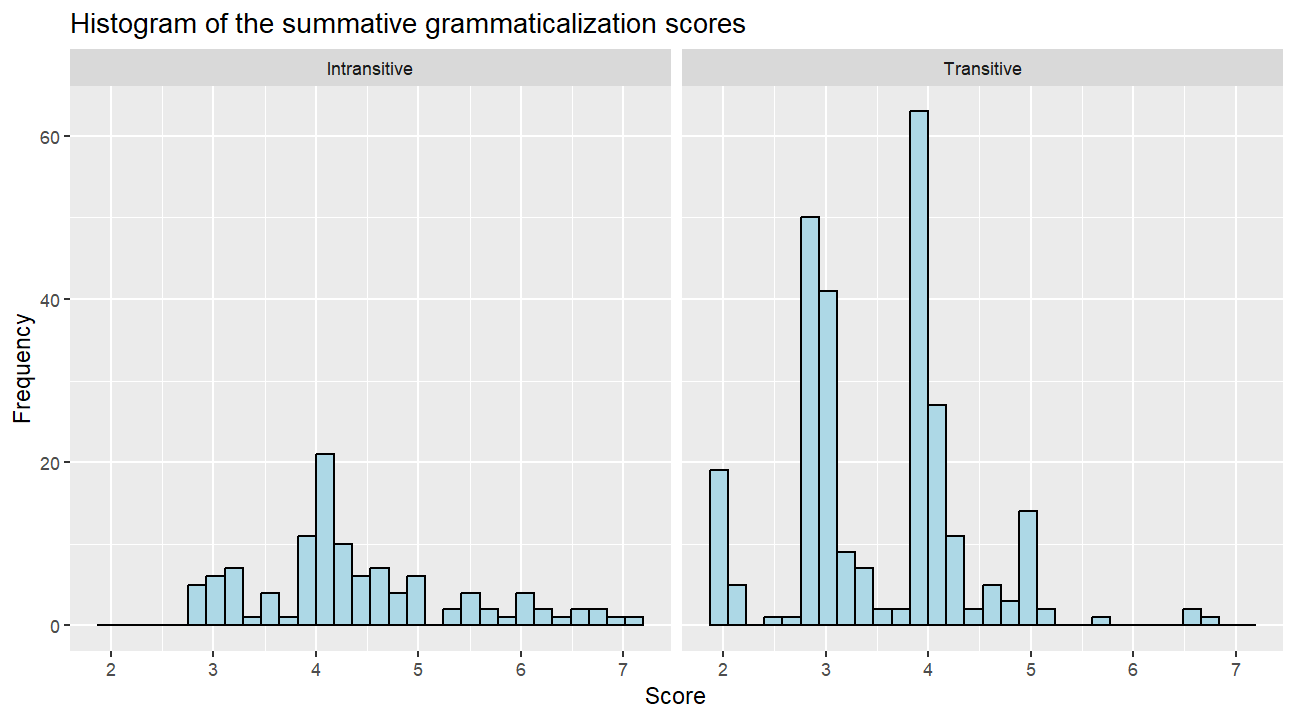 Histogram of the summative grammaticalization scores
Intransitive
Transitive
Frequency
60
40
20
0
2 3 4 5 6 7
2 3 4 5 6 7
Score